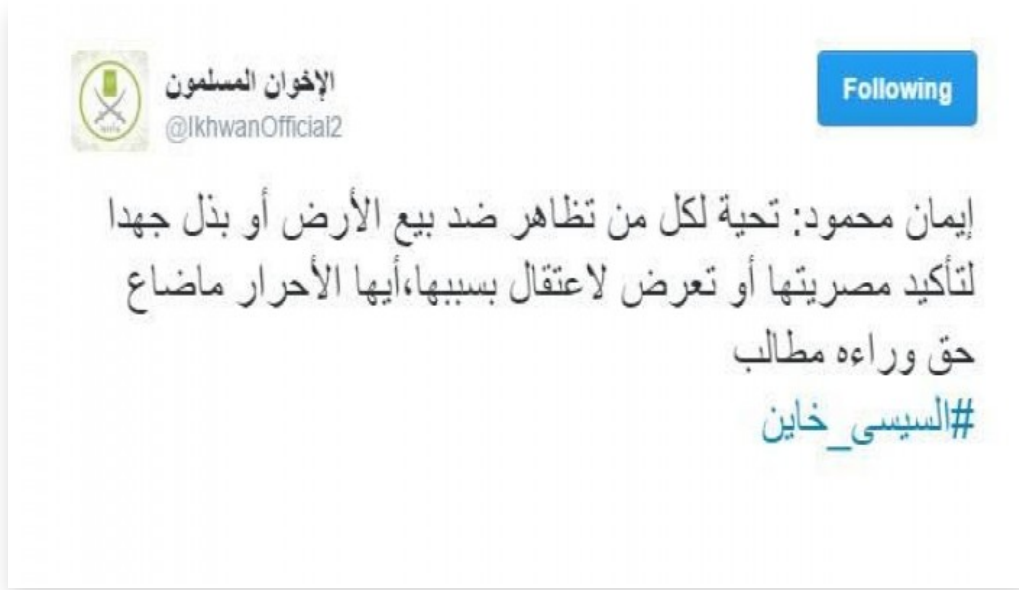 الإخوان المسلمون
@IkhwanOfficial2
Following
إيمان محمود: تحية لكل من تظاهر ضد بيع الأرض أو بذل جهدا
لتأكيد مصريتها أو تعرض لاعتقال بسببها،أيها الأحرار ماضاع
حق وراءه مطالب
#السيسى_خاين